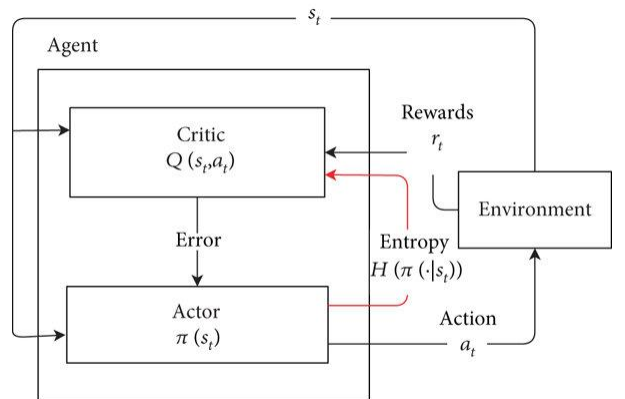 s_t
Agent
Critic
Q (s_t,a_t)
Rewards
r_t
Environment
Error
Entropy
H (π (·|s_t))
Actor
π (s_t)
Action
a_t